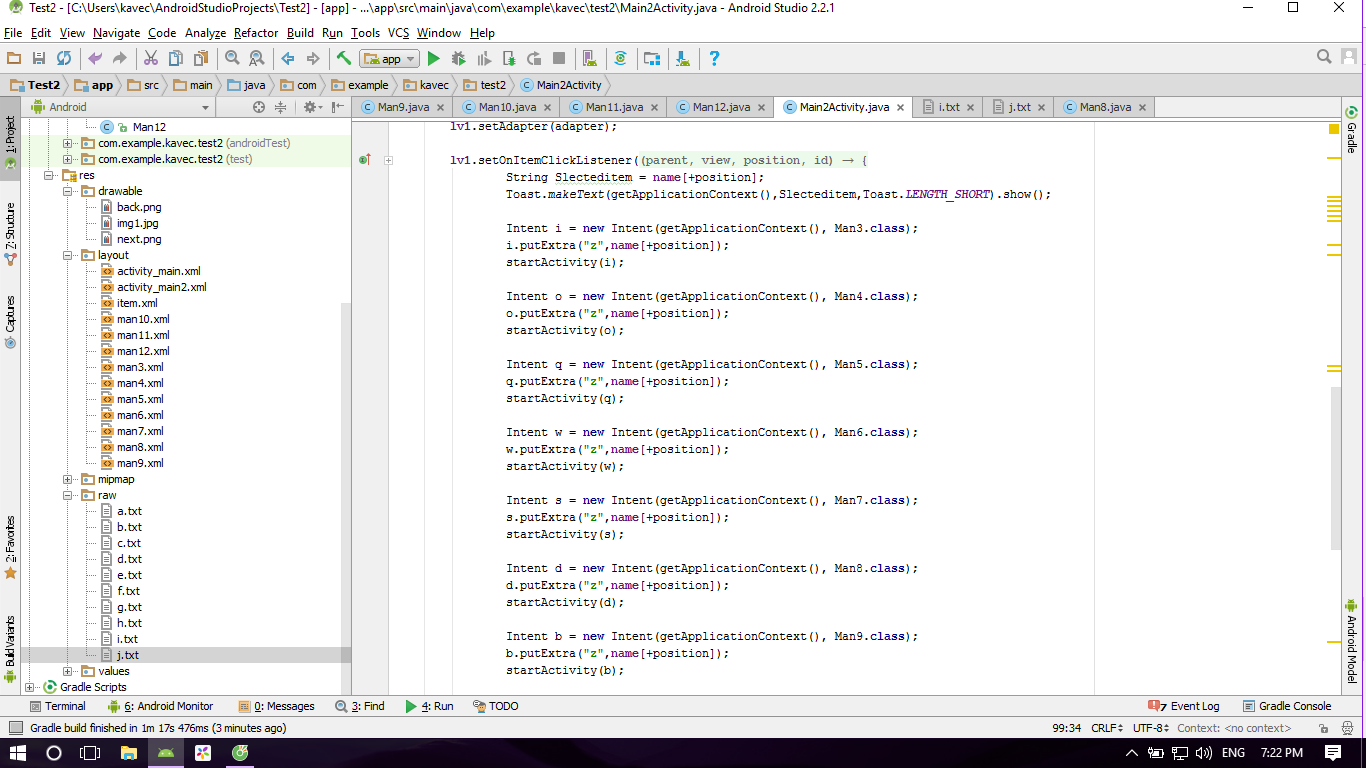 Test2 - [C:\Users\kavec\AndroidStudioProjects\Test2] - [app] - ...\app\src\main\java\com\example\kavec\test2\Main2Activity.java - Android Studio 2.2.1
File Edit View Navigate Code Analyze Refactor Build Run Tools VCS Window Help
app
Test2 app src main java com example kavec test2 Main2Activity
Android
Man9.java Man10.java Man11.java Man12.java Main2Activity.java i.txt j.txt Man8.java
1: Project
7: Structure
Captures
2: Favorites
Build Variants
Man12
com.example.kavec.test2 (androidTest)
com.example.kavec.test2 (test)
res
drawable
back.png
img1.jpg
next.png
layout
activity_main.xml
activity_main2.xml
item.xml
man10.xml
man11.xml
man12.xml
man3.xml
man4.xml
man5.xml
man6.xml
man7.xml
man8.xml
man9.xml
mipmap
raw
a.txt
b.txt
c.txt
d.txt
e.txt
f.txt
g.txt
h.txt
i.txt
j.txt
values
Gradle Scripts
lv1.setAdapter(adapter);
lv1.setOnItemClickListener((parent, view, position, id) → {
String Slecteditem = name[+position];
Toast.makeText(getApplicationContext(),Slecteditem,Toast.LENGTH_SHORT).show();
Intent i = new Intent(getApplicationContext(), Man3.class);
i.putExtra("z",name[+position]);
startActivity(i);
Intent o = new Intent(getApplicationContext(), Man4.class);
o.putExtra("z",name[+position]);
startActivity(o);
Intent q = new Intent(getApplicationContext(), Man5.class);
q.putExtra("z",name[+position]);
startActivity(q);
Intent w = new Intent(getApplicationContext(), Man6.class);
w.putExtra("z",name[+position]);
startActivity(w);
Intent s = new Intent(getApplicationContext(), Man7.class);
s.putExtra("z",name[+position]);
startActivity(s);
Intent d = new Intent(getApplicationContext(), Man8.class);
d.putExtra("z",name[+position]);
startActivity(d);
Intent b = new Intent(getApplicationContext(), Man9.class);
b.putExtra("z",name[+position]);
startActivity(b);
Gradle
Android Model
Terminal 6: Android Monitor 0: Messages 3: Find 4: Run TODO 7 Event Log Gradle Console
Gradle build finished in 1m 17s 476ms (3 minutes ago) 99:34 CRLF UTF-8 Context: <no context>
ENG 7:22 PM